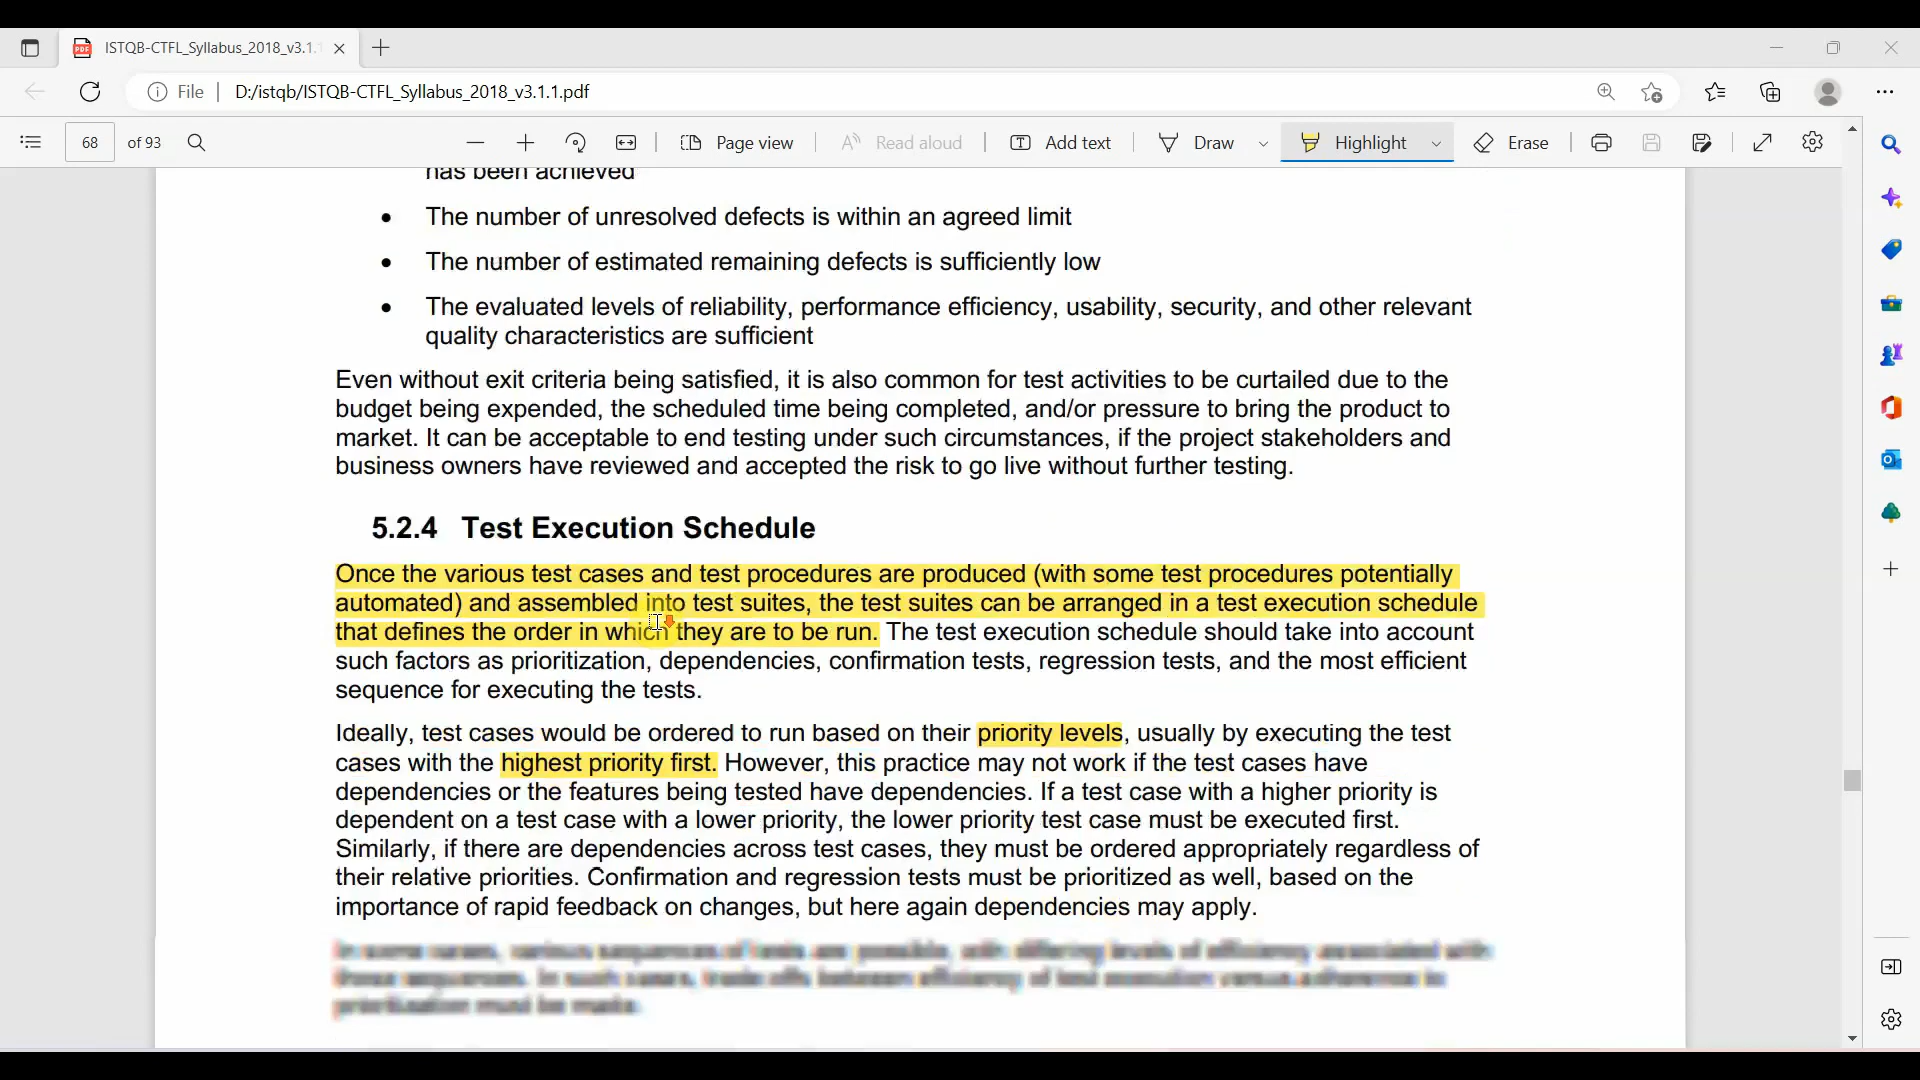 ISTQB-CTFL_Syllabus_2018_v3.1.1
File
D:/istqb/ISTQB-CTFL_Syllabus_2018_v3.1.1.pdf
68 of 93
Page view
Read aloud
Add text
Draw
Highlight
Erase
has been achieved
• The number of unresolved defects is within an agreed limit
• The number of estimated remaining defects is sufficiently low
• The evaluated levels of reliability, performance efficiency, usability, security, and other relevant
quality characteristics are sufficient
Even without exit criteria being satisfied, it is also common for test activities to be curtailed due to the
budget being expended, the scheduled time being completed, and/or pressure to bring the product to
market. It can be acceptable to end testing under such circumstances, if the project stakeholders and
business owners have reviewed and accepted the risk to go live without further testing.
5.2.4 Test Execution Schedule
Once the various test cases and test procedures are produced (with some test procedures potentially
automated) and assembled into test suites, the test suites can be arranged in a test execution schedule
that defines the order in which they are to be run. The test execution schedule should take into account
such factors as prioritization, dependencies, confirmation tests, regression tests, and the most efficient
sequence for executing the tests.
Ideally, test cases would be ordered to run based on their priority levels, usually by executing the test
cases with the highest priority first. However, this practice may not work if the test cases have
dependencies or the features being tested have dependencies. If a test case with a higher priority is
dependent on a test case with a lower priority, the lower priority test case must be executed first.
Similarly, if there are dependencies across test cases, they must be ordered appropriately regardless of
their relative priorities. Confirmation and regression tests must be prioritized as well, based on the
importance of rapid feedback on changes, but here again dependencies may apply.